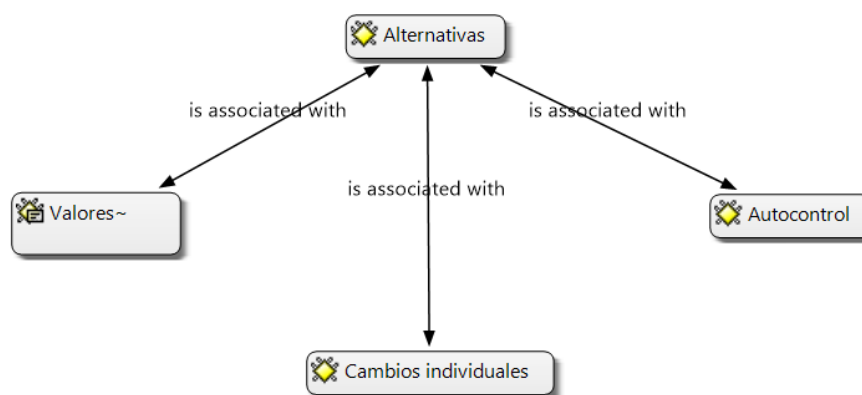 Alternativas
is associated with
is associated with
is associated with
Valores~
Autocontrol
Cambios individuales